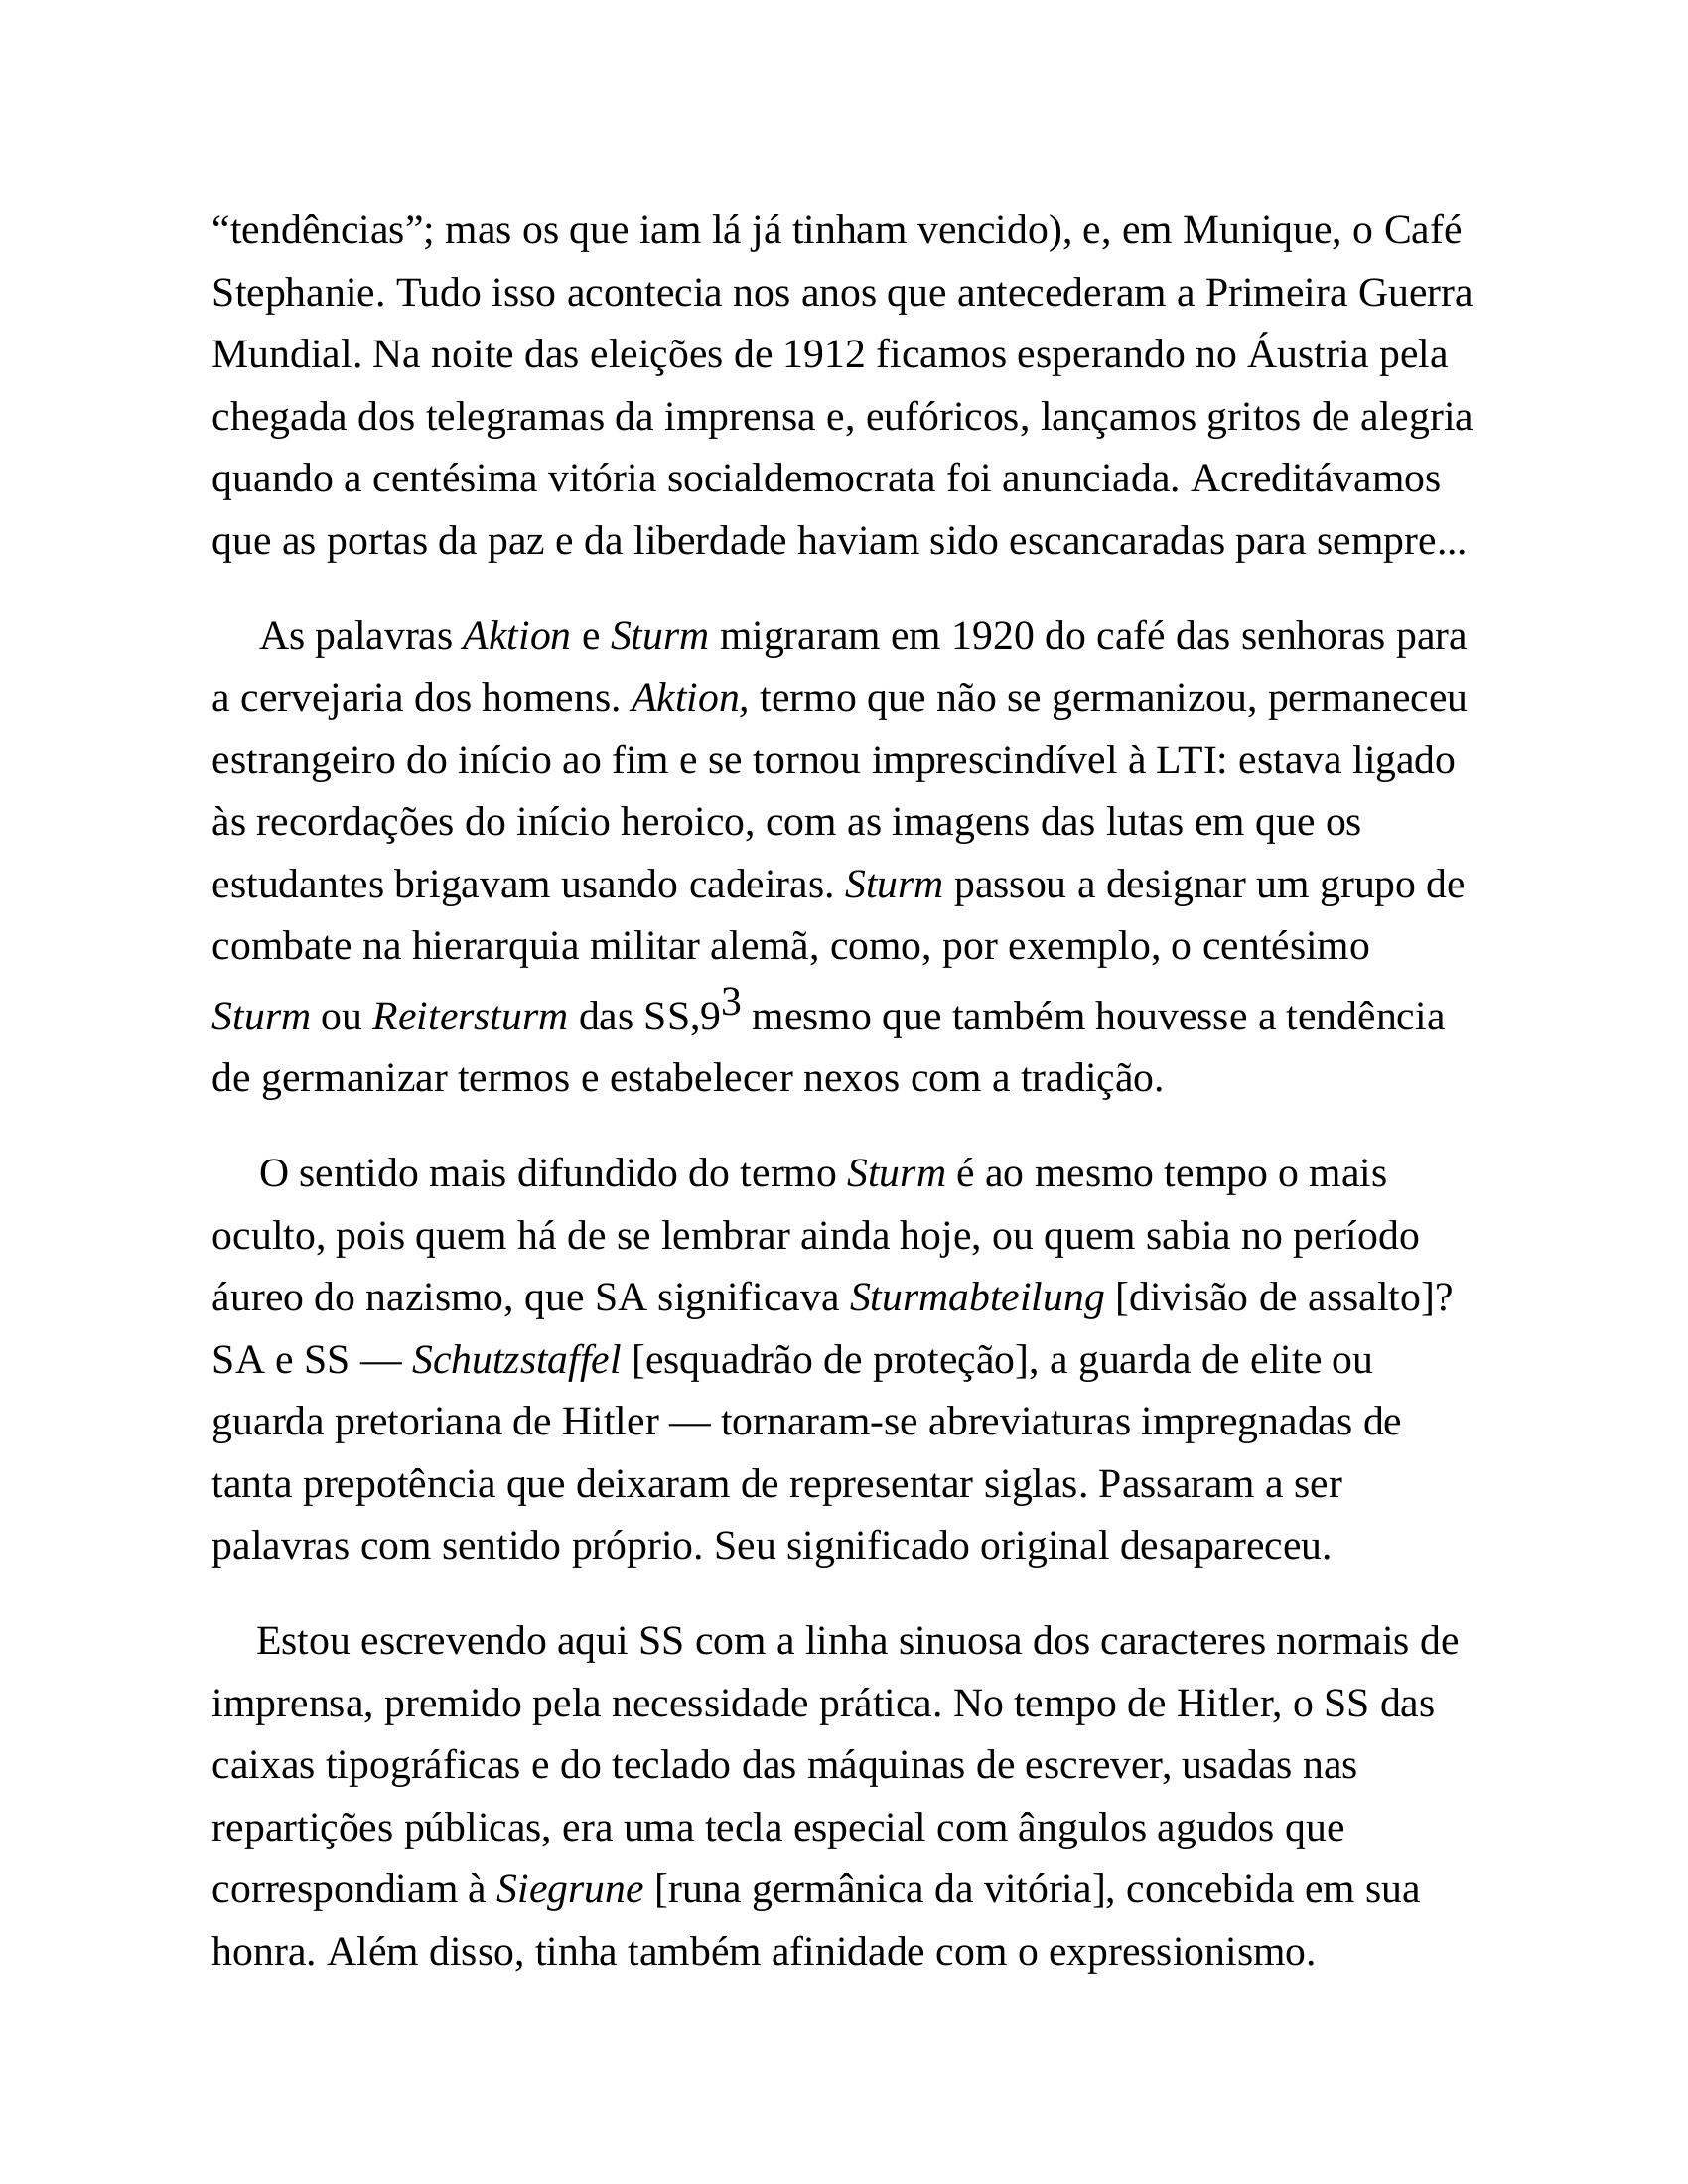 “tendências”; mas os que iam lá já tinham vencido), e, em Munique, o Café
Stephanie. Tudo isso acontecia nos anos que antecederam a Primeira Guerra
Mundial. Na noite das eleições de 1912 ficamos esperando no Áustria pela
chegada dos telegramas da imprensa e, eufóricos, lançamos gritos de alegria
quando a centésima vitória socialdemocrata foi anunciada. Acreditávamos
que as portas da paz e da liberdade haviam sido escancaradas para sempre...
As palavras Aktion e Sturm migraram em 1920 do café das senhoras para
a cervejaria dos homens. Aktion, termo que não se germanizou, permaneceu
estrangeiro do início ao fim e se tornou imprescindível à LTI: estava ligado
às recordações do início heroico, com as imagens das lutas em que os
estudantes brigavam usando cadeiras. Sturm passou a designar um grupo de
combate na hierarquia militar alemã, como, por exemplo, o centésimo
Sturm ou Reitersturm das SS,93 mesmo que também houvesse a tendência
de germanizar termos e estabelecer nexos com a tradição.
O sentido mais difundido do termo Sturm é ao mesmo tempo o mais
oculto, pois quem há de se lembrar ainda hoje, ou quem sabia no período
áureo do nazismo, que SA significava Sturmabteilung [divisão de assalto]?
SA e SS — Schutzstaffel [esquadrão de proteção], a guarda de elite ou
guarda pretoriana de Hitler — tornaram-se abreviaturas impregnadas de
tanta prepotência que deixaram de representar siglas. Passaram a ser
palavras com sentido próprio. Seu significado original desapareceu.
Estou escrevendo aqui SS com a linha sinuosa dos caracteres normais de
imprensa, premido pela necessidade prática. No tempo de Hitler, o SS das
caixas tipográficas e do teclado das máquinas de escrever, usadas nas
repartições públicas, era uma tecla especial com ângulos agudos que
correspondiam à Siegrune [runa germânica da vitória], concebida em sua
honra. Além disso, tinha também afinidade com o expressionismo.